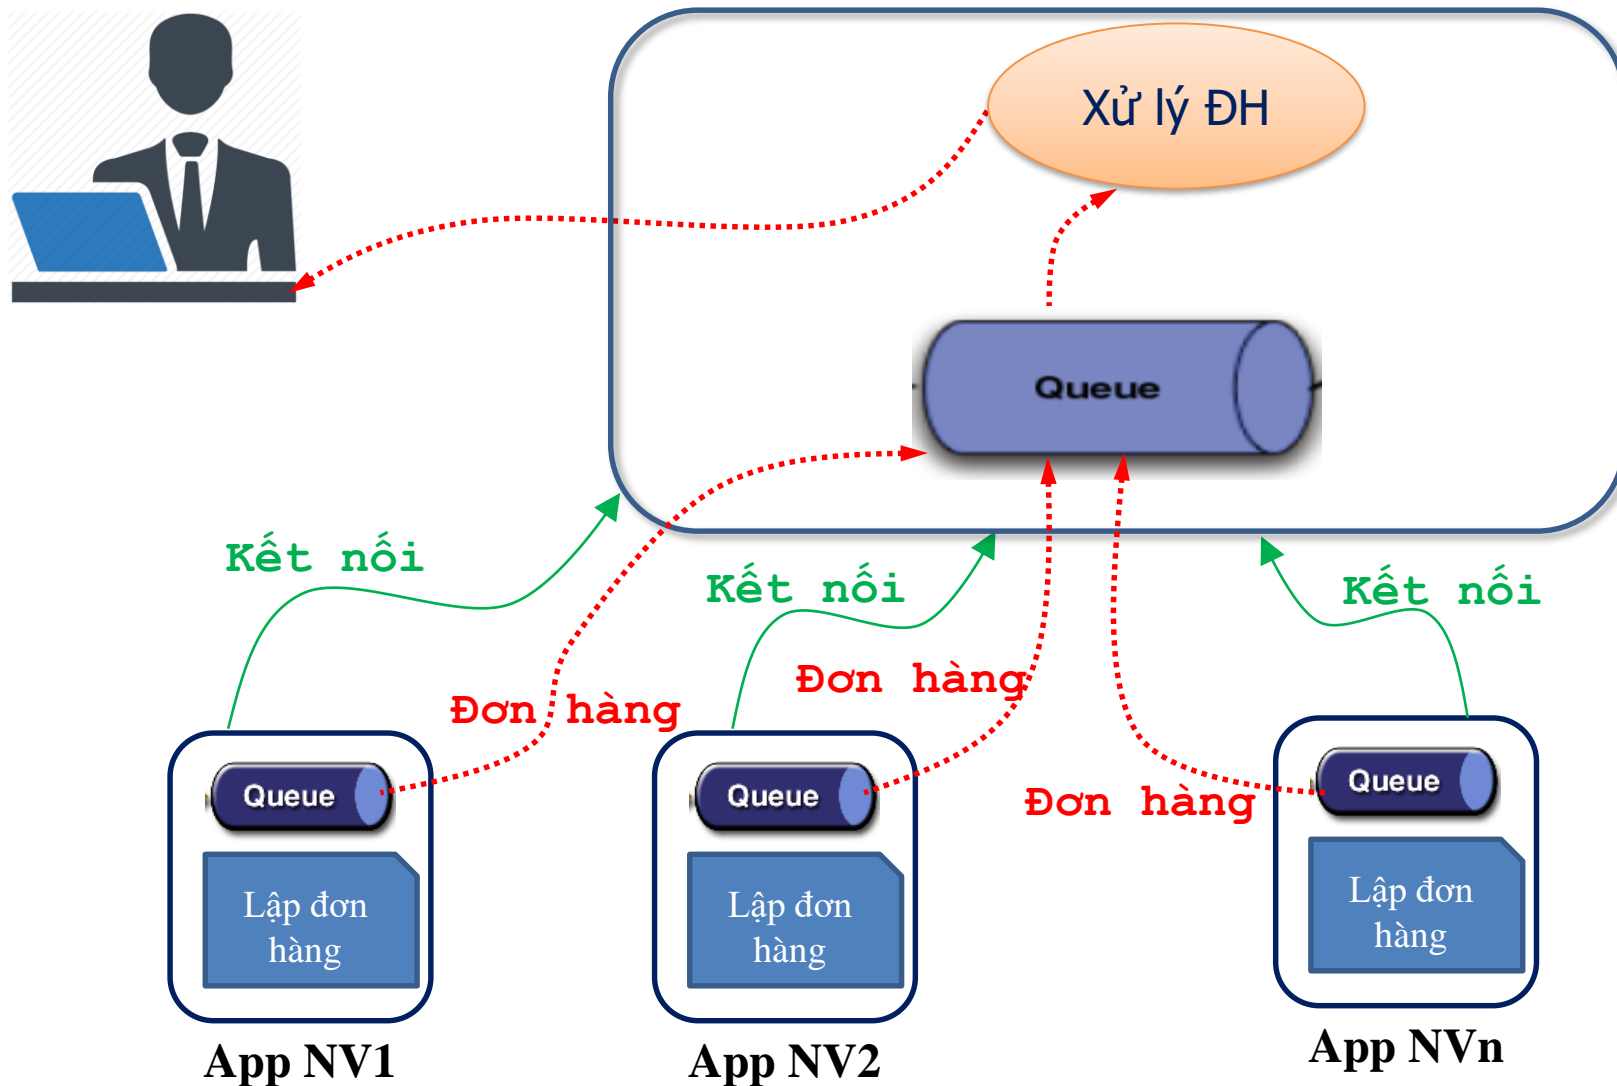 Xử lý ĐH
Queue
Kết nối
Kết nối
Kết nối
Đơn hàng
Đơn hàng
Đơn hàng
Queue
Queue
Queue
Lập đơn
hàng
Lập đơn
hàng
Lập đơn
hàng
App NV1
App NV2
App NVn